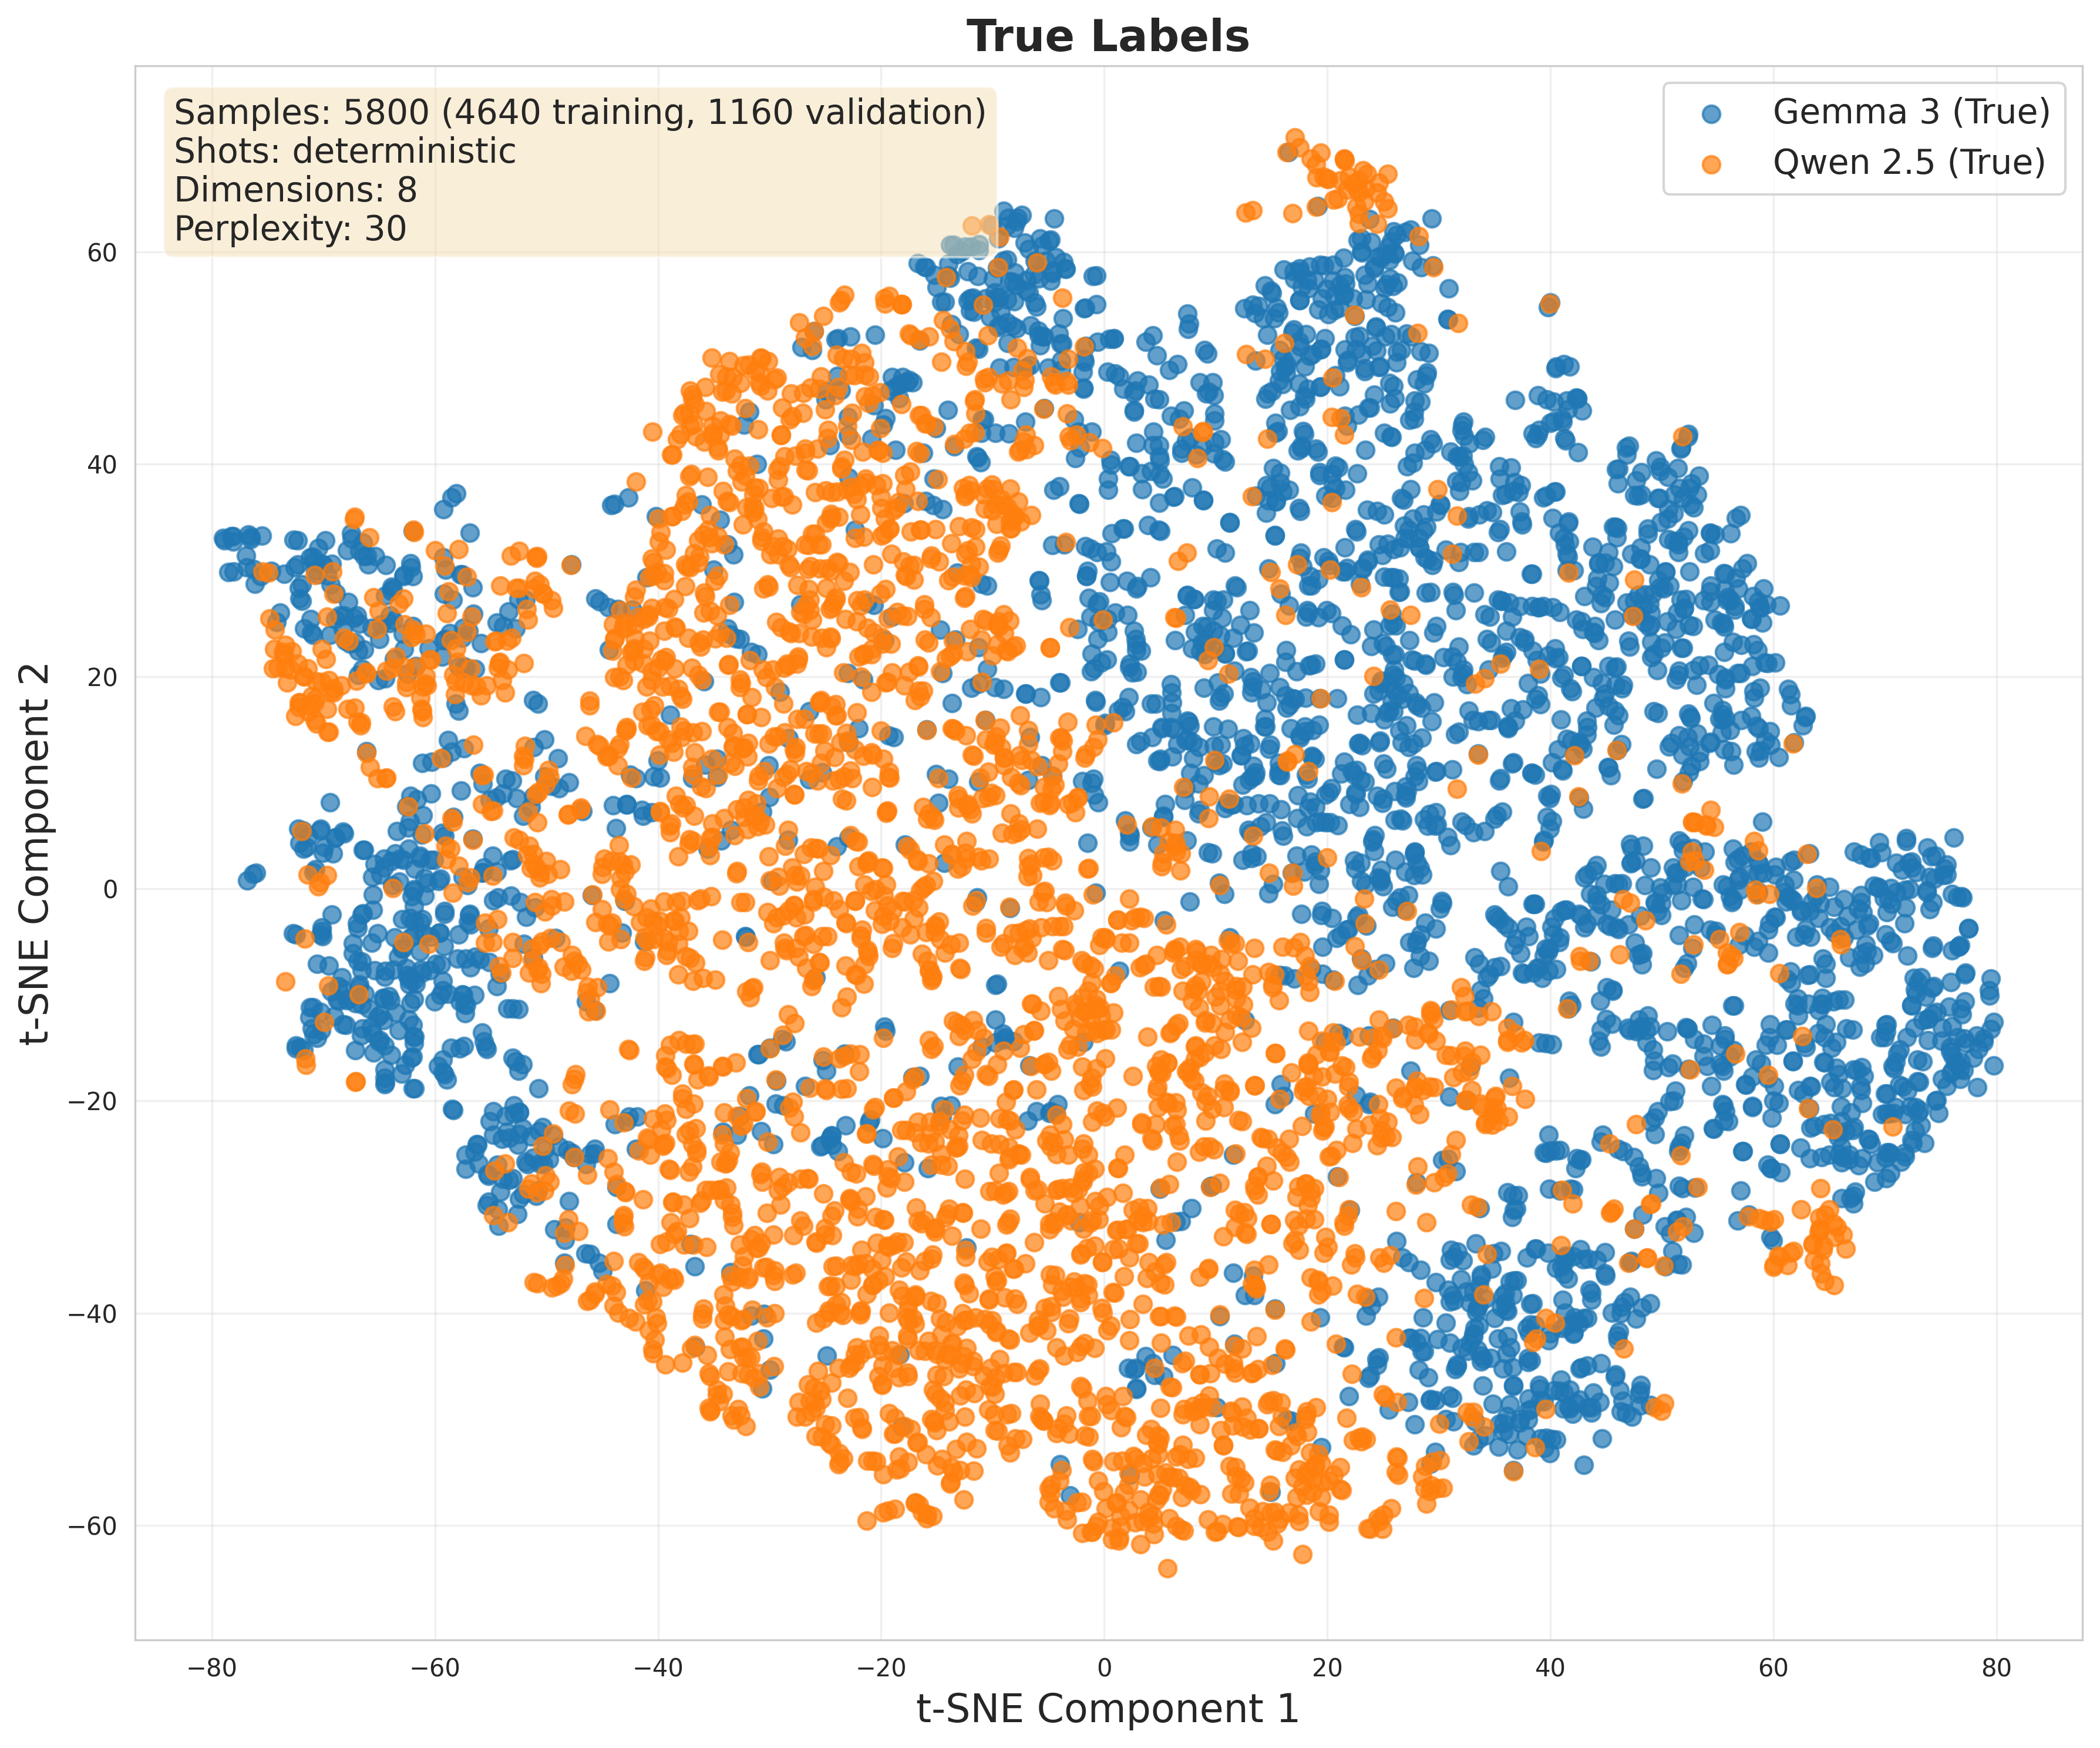 True Labels
Samples: 5800 (4640 training, 1160 validation)
Shots: deterministic
Dimensions: 8
Perplexity: 30
Gemma 3 (True)
Qwen 2.5 (True)
t-SNE Component 2
60
40
20
0
−20
−40
−60
−80
−60
−40
−20
0
20
40
60
80
t-SNE Component 1